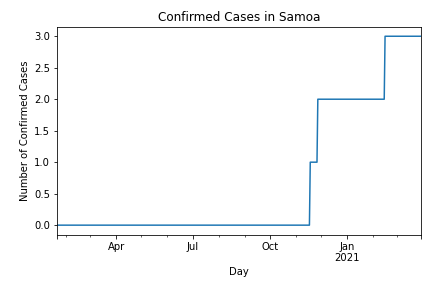 Confirmed Cases in Samoa
3.0
2.5
2.0
1.5
1.0
0.5
0.0
Number of Confirmed Cases
Apr Jul Oct Jan
2021
Day